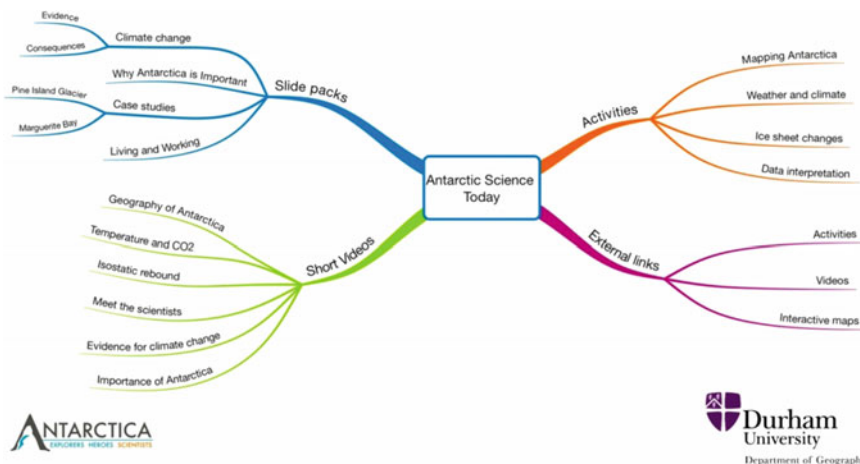 Evidence
Consequences
Climate change
Why Antarctica is Important
Pine Island Glacier
Marguerite Bay
Case studies
Living and Working
Slide packs
Activities
Mapping Antarctica
Weather and climate
Ice sheet changes
Data interpretation
Antarctic Science
Today
Geography of Antarctica
Temperature and CO2
Isostatic rebound
Meet the scientists
Evidence for climate change
Importance of Antarctica
Short Videos
External links
Activities
Videos
Interactive maps
ANTARCTICA
EXPLORERS HEROES SCIENTISTS
Durham
University
Department of Geograph